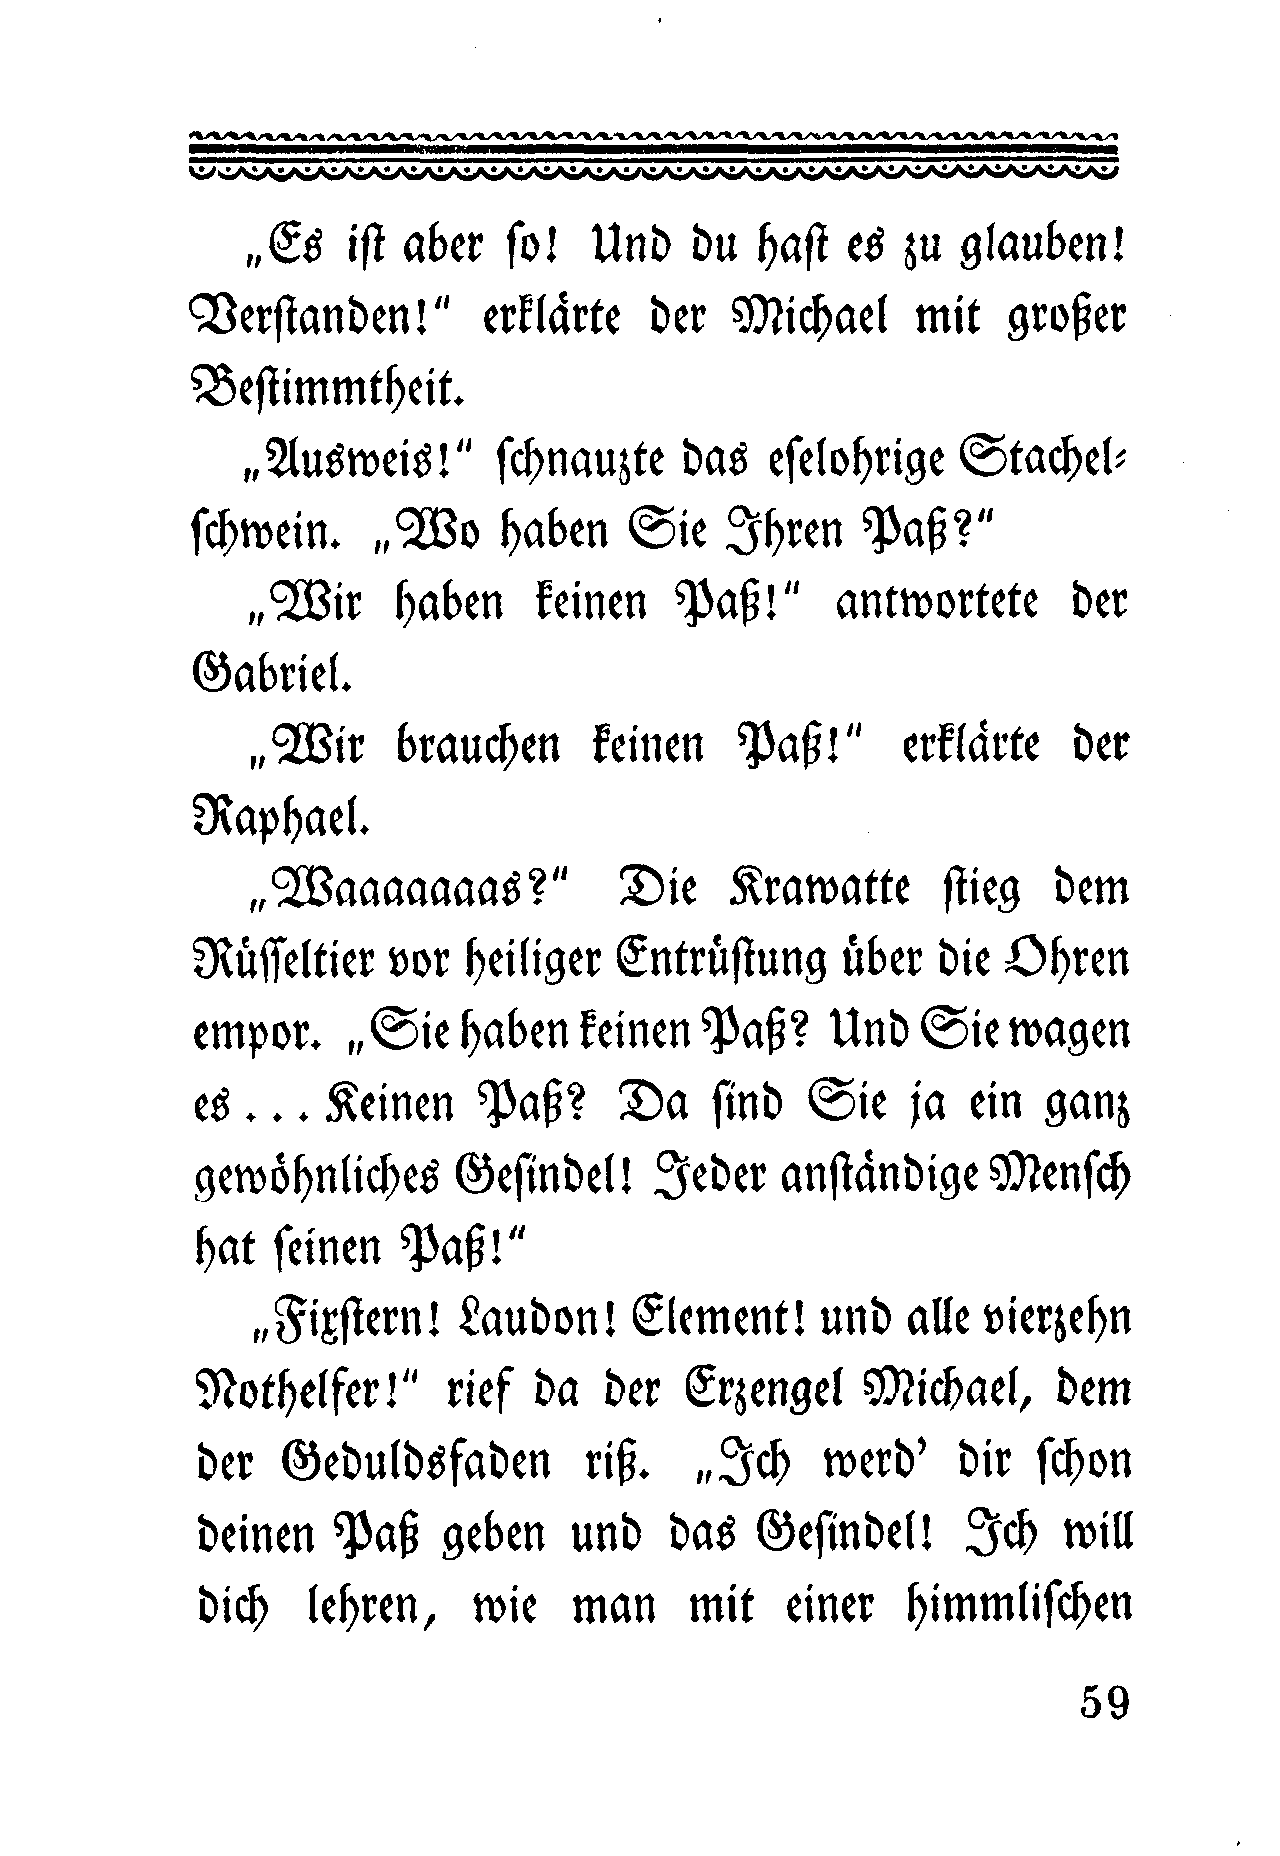 „Es ist aber so! Und du hast es zu glauben!
Verstanden!“ erklärte der Michael mit großer
Bestimmtheit.
„Ausweis!“ schnauzte das eselohrige Stachel-
schwein. „Wo haben Sie Ihren Paß?“
„Wir haben keinen Paß!“ antwortete der
Gabriel.
„Wir brauchen keinen Paß!“ erklärte der
Raphael.
„Waaaaaaas?“ Die Krawatte stieg dem
Rüsseltier vor heiliger Entrüstung über die Ohren
empor. „Sie haben keinen Paß? Und Sie wagen
es . . . Keinen Paß? Da sind Sie ja ein ganz
gewöhnliches Gesindel! Jeder anständige Mensch
hat seinen Paß!“
„Fixstern! Laudon! Element! und alle vierzehn
Nothelfer!“ rief da der Erzengel Michael, dem
der Geduldsfaden riß. „Ich werd’ dir schon
deinen Paß geben und das Gesindel! Ich will
dich lehren, wie man mit einer himmlischen
59